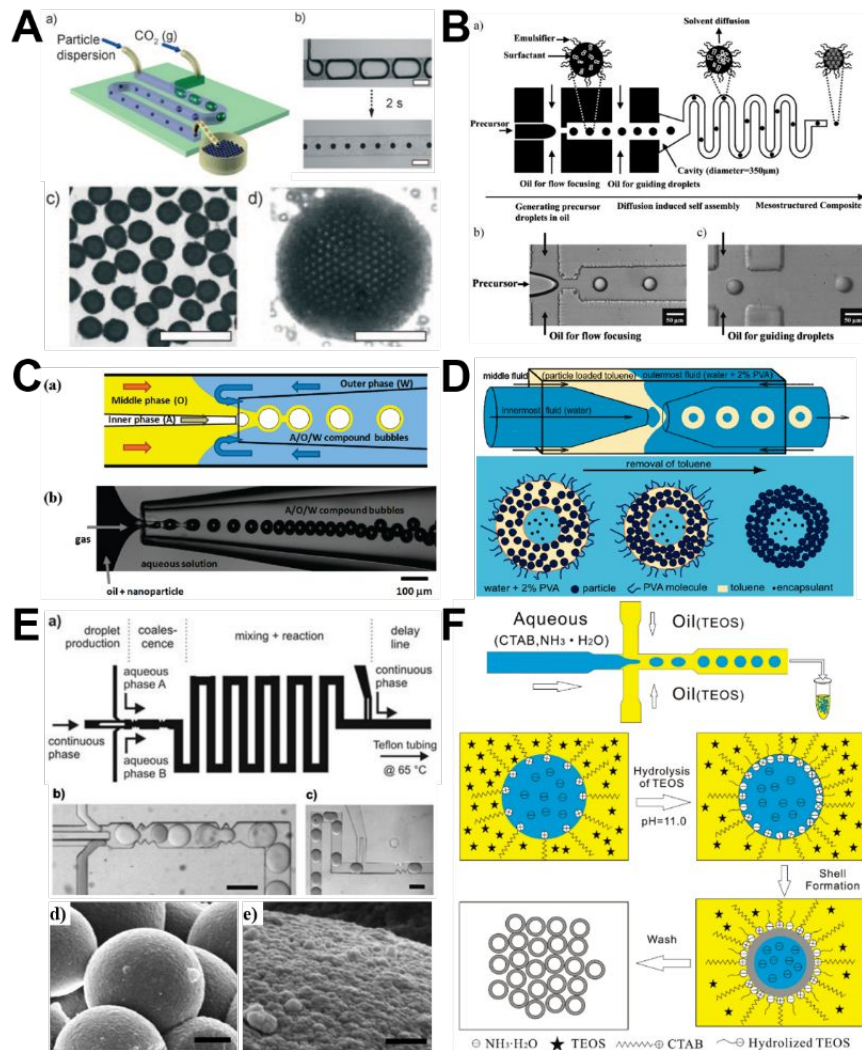 A
a)
Particle
dispersion
CO2 (g)
b)
2 s
c)
d)
B
a)
Emulsifier
Surfactant
Solvent
diffusion
Precursor
Cavity (diameter=350μm)
Oil for flow focusing
Oil for guiding droplets
Generating precursor
droplets in oil
Diffusion induced self assembly
Mesostructured Composite
b)
c)
Precursor
50 μm
50 μm
Oil for flow focusing
Oil for guiding droplets
C
(a)
Middle phase (O)
Outer phase (W)
Inner phase (A)
A/O/W compound bubbles
(b)
A/O/W compound bubbles
gas
aqueous solution
oil + nanoparticle
100 μm
D
middle fluid (particle loaded toluene)
outermost fluid (water + 2% PVA)
innermost fluid (water)
removal of toluene
water + 2% PVA
particle
PVA molecule
toluene
encapsulant
E
a)
droplet
production
coales-
cence
mixing + reaction
delay
line
aqueous
phase A
continuous
phase
continuous
phase
aqueous
phase B
Teflon tubing
@ 65 °C
b)
c)
d)
e)
F
Aqueous
(CTAB,NH3 • H2O)
Oil(TEOS)
Oil(TEOS)
Hydrolysis
of TEOS
pH=11.0
Shell
Formation
Wash
NH3·H2O
TEOS
CTAB
Hydrolized TEOS